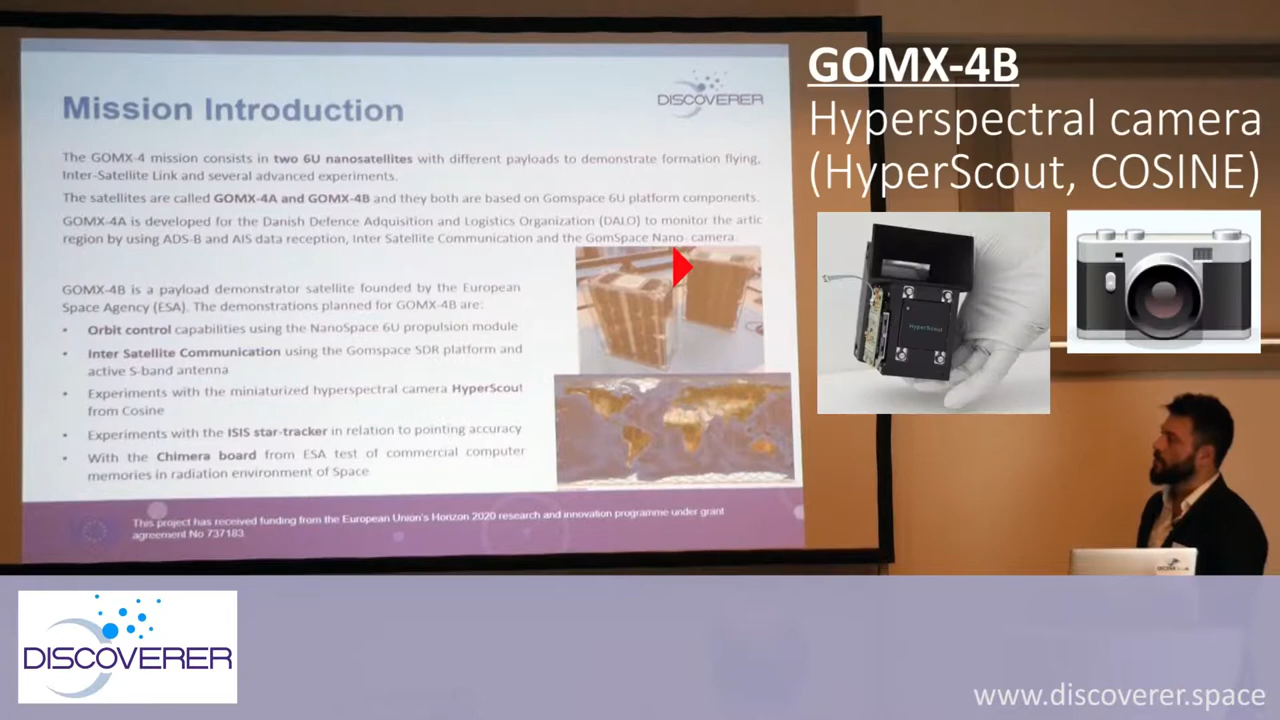 Mission Introduction
DISCOVERER
The GOMX-4 mission consists in two 6U nanosatellites with different payloads to demonstrate formation flying,
Inter-Satellite Link and several advanced experiments.
The satellites are called GOMX-4A and GOMX-4B and they both are based on Gomspace 6U platform components.
GOMX-4A is developed for the Danish Defence Adquisition and Logistics Organization (DALO) to monitor the artic
region by using ADS-B and AIS data reception, Inter Satellite Communication and the GomSpace Nano- camera.
GOMX-4B is a payload demonstrator satellite founded by the European
Space Agency (ESA). The demonstrations planned for GOMX-4B are:
• Orbit control capabilities using the NanoSpace 6U propulsion module
• Inter Satellite Communication using the Gomspace SDR platform and
active S-band antenna
• Experiments with the miniaturized hyperspectral camera HyperScout
from Cosine
• Experiments with the ISIS star-tracker in relation to pointing accuracy
• With the Chimera board from ESA test of commercial computer
memories in radiation environment of Space
This project has received funding from the European Union's Horizon 2020 research and innovation programme under grant
agreement No 737183
GOMX-4B
Hyperspectral camera
(HyperScout, COSINE)
HyperScout
DISCOVERER
www.discoverer.space